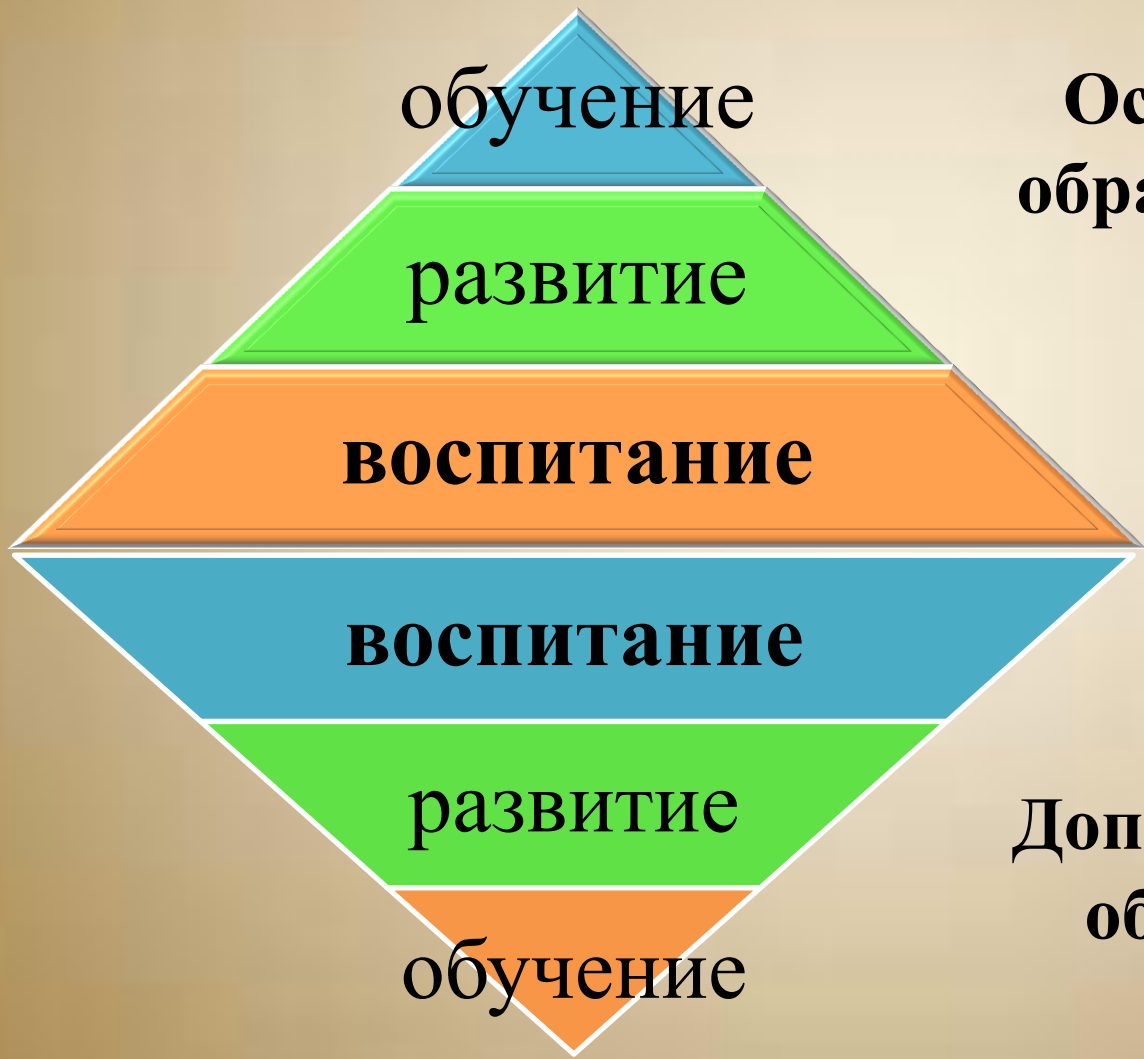 обучение
развитие
воспитание
воспитание
развитие
обучение